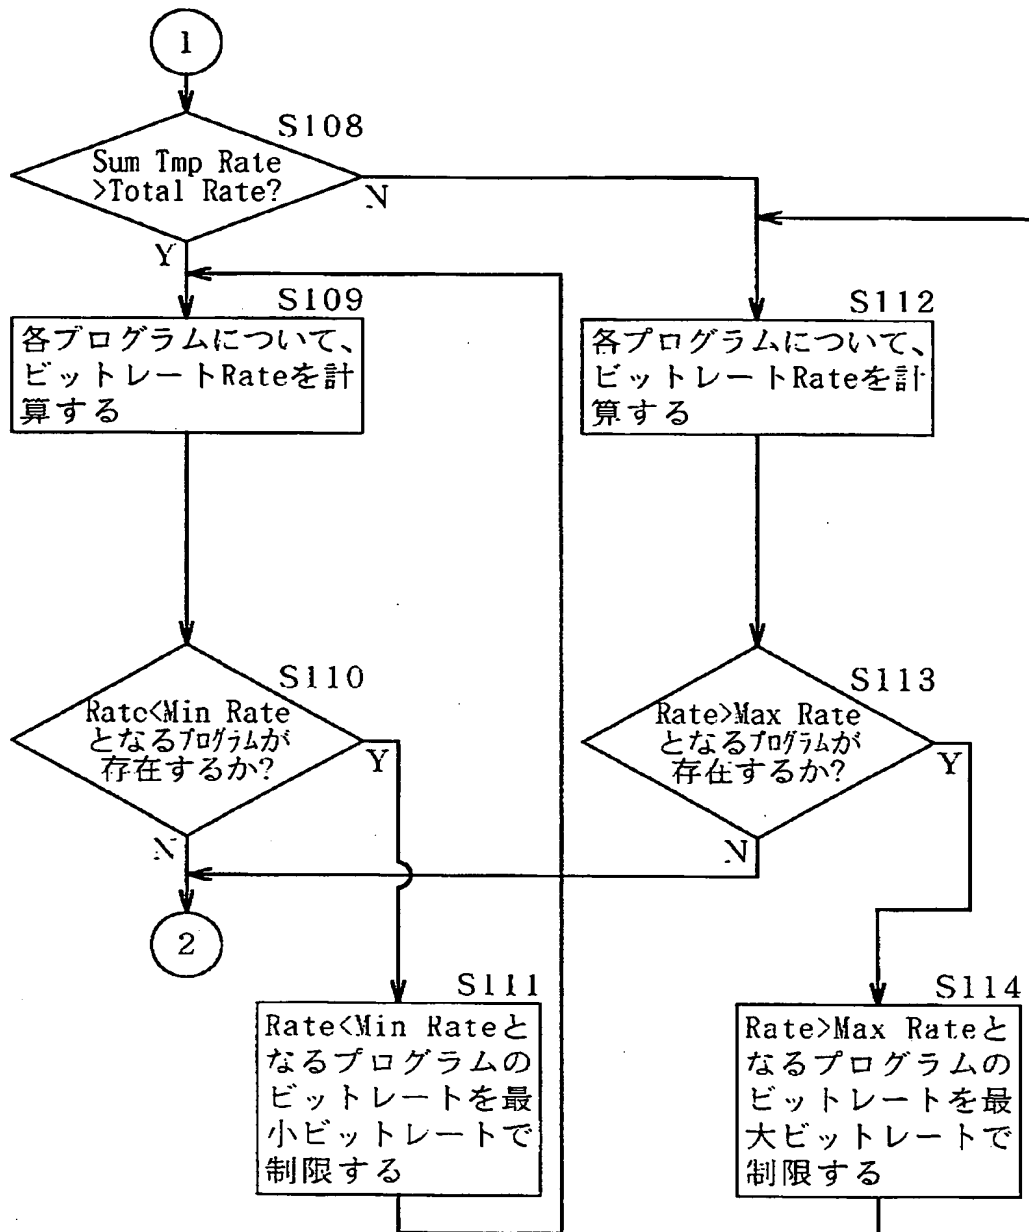 1
S108
Sum Tmp Rate
>Total Rate?
N
Y
S109
各プログラムについて、
ビットレートRateを計
算する
S112
各プログラムについて、
ビットレートRateを計
算する
S110
Rate<Min Rate
となるプログラムが
存在するか?
Y
N
S113
Rate>Max Rate
となるプログラムが
存在するか?
Y
N
2
S111
Rate<Min Rateと
なるプログラムの
ビットレートを最
小ビットレートで
制限する
S114
Rate>Max Rateと
なるプログラムの
ビットレートを最
大ビットレートで
制限する